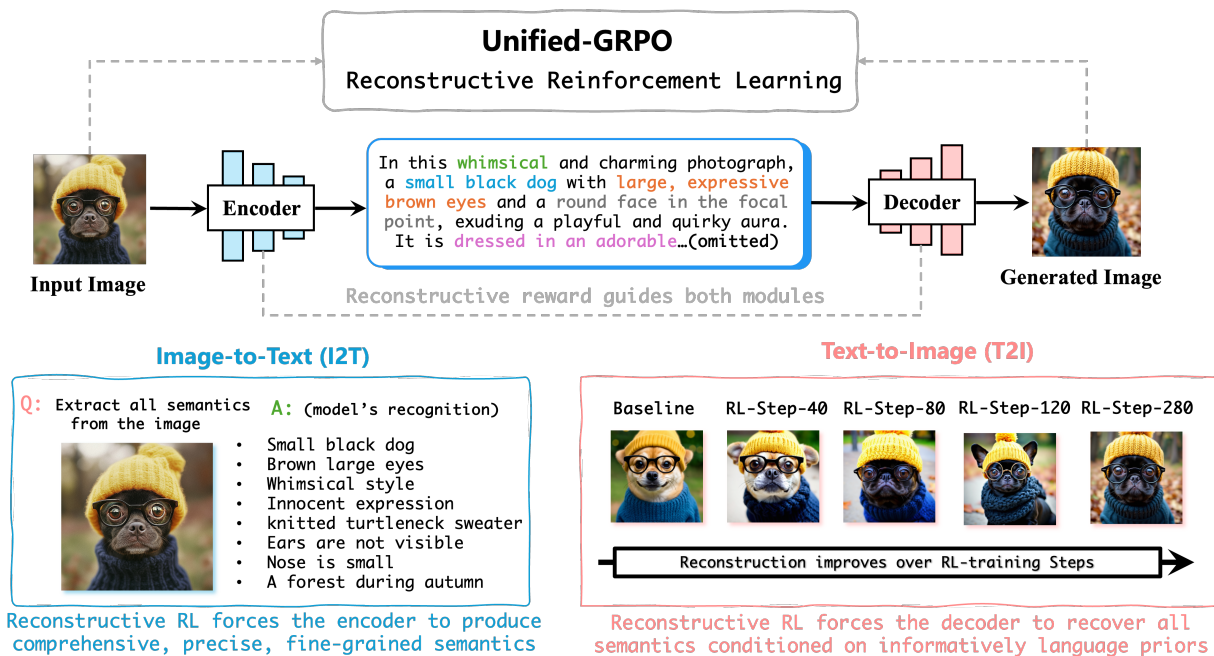 Unified-GRPO
Reconstructive Reinforcement Learning
Input Image
Encoder
In this whimsical and charming photograph,
a small black dog with large, expressive
brown eyes and a round face in the focal
point, exuding a playful and quirky aura.
It is dressed in an adorable…(omitted)
Decoder
Generated Image
Reconstructive reward guides both modules
Image-to-Text (I2T)
Q: Extract all semantics
from the image
A: (model's recognition)
• Small black dog
• Brown large eyes
• Whimsical style
• Innocent expression
• knitted turtleneck sweater
• Ears are not visible
• Nose is small
• A forest during autumn
Reconstructive RL forces the encoder to produce
comprehensive, precise, fine-grained semantics
Text-to-Image (T2I)
Baseline RL-Step-40 RL-Step-80 RL-Step-120 RL-Step-280
Reconstruction improves over RL-training Steps
Reconstructive RL forces the decoder to recover all
semantics conditioned on informatively language priors